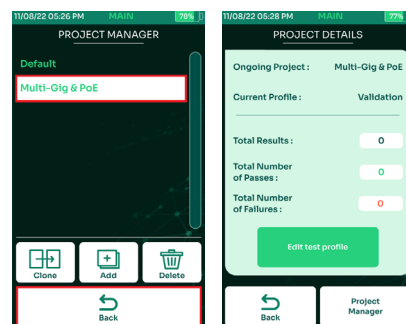 11/08/22 05:26 PM MAIN 78%
PROJECT MANAGER
Default
Multi-Gig & PoE
Clone Add Delete
Back
11/08/22 05:28 PM MAIN 77%
PROJECT DETAILS
Ongoing Project : Multi-Gig & PoE
Current Profile : Validation
Total Results : 0
Total Number
of Passes : 0
Total Number
of Failures : 0
Edit test profile
Back
Project
Manager